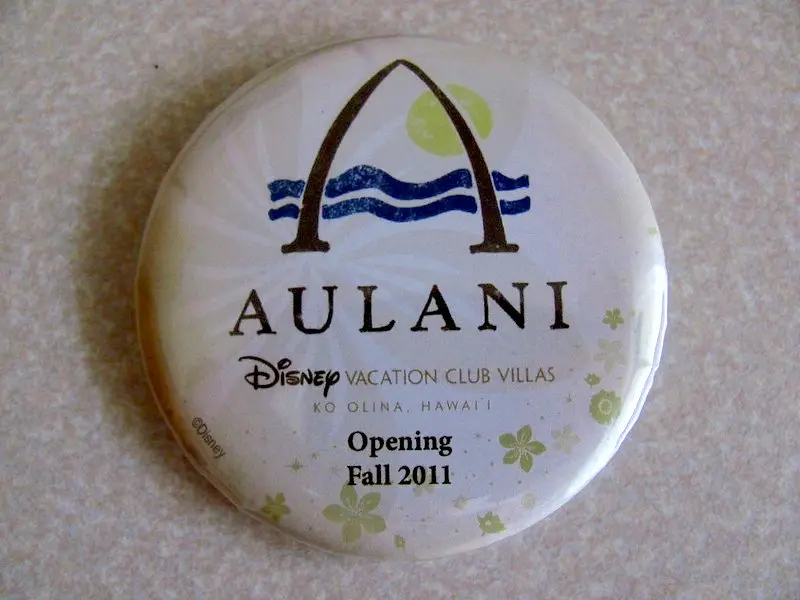 AULANI
Disney VACATION CLUB VILLAS
KO OLINA, HAWAI'I
Opening
Fall 2011
©Disney